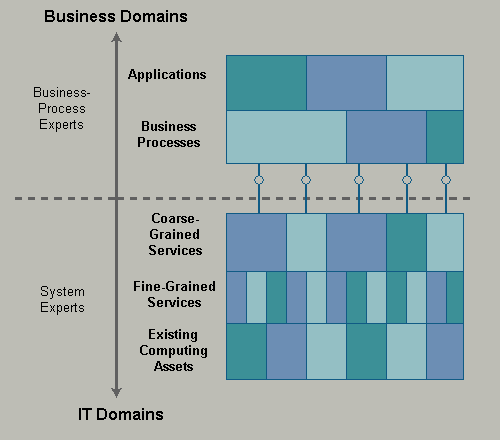 Business Domains
Applications
Business-
Process
Experts
Business
Processes
Coarse-
Grained
Services
System
Experts
Fine-Grained
Services
Existing
Computing
Assets
IT Domains